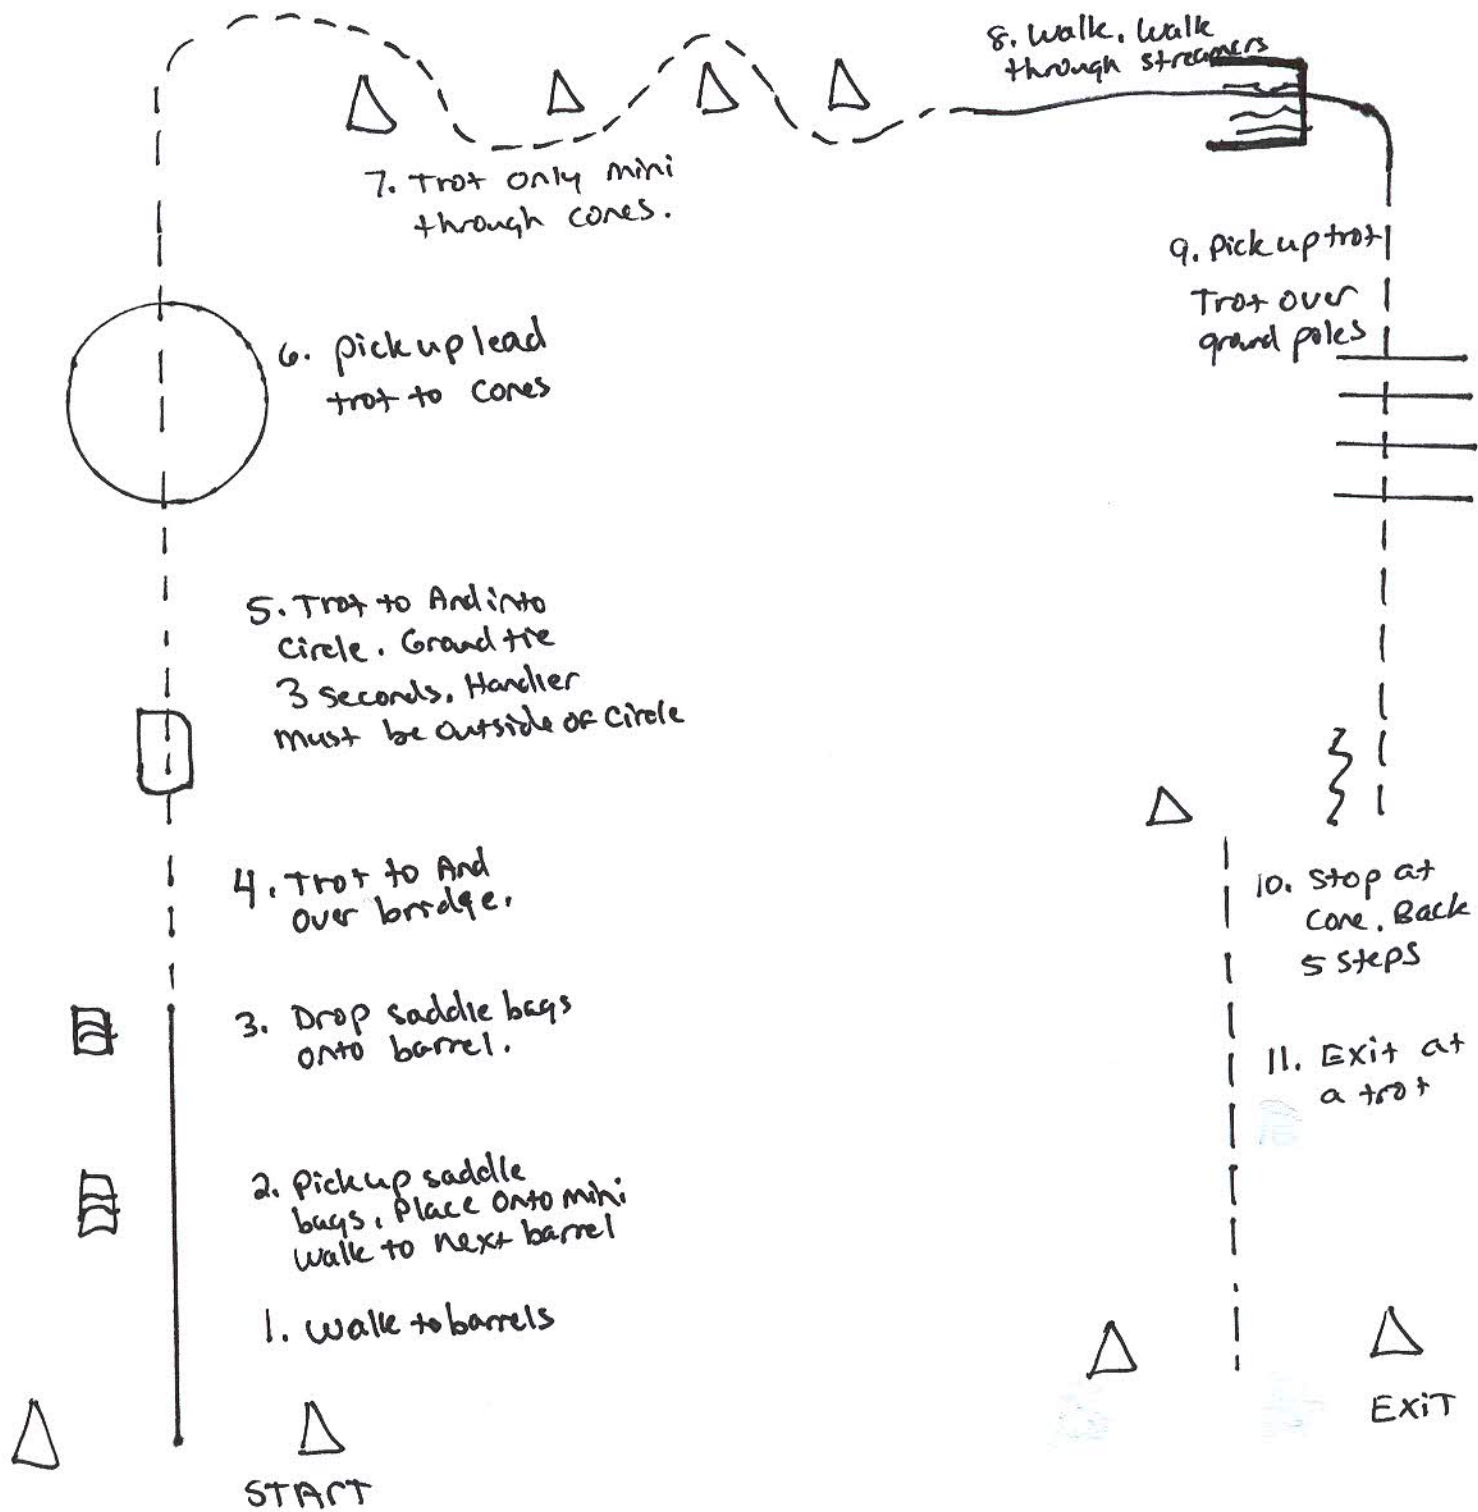 8. Walk. Walk
through streamers
7. Trot only mini
through cones.
9. Pick up trot
Trot over
grand poles
6. pick up lead
trot to cones
5. Trot to And into
Circle. Grand tie
3 seconds. Handler
must be outside of Circle
4. Trot to And
over bridge.
10. Stop at
Cone. Back
5 Steps
3. Drop saddle bags
onto barrel.
11. Exit at
a trot
2. Pick up saddle
bags. Place Onto mini
Walk to next barrel
1. Walk to barrels
EXIT
START